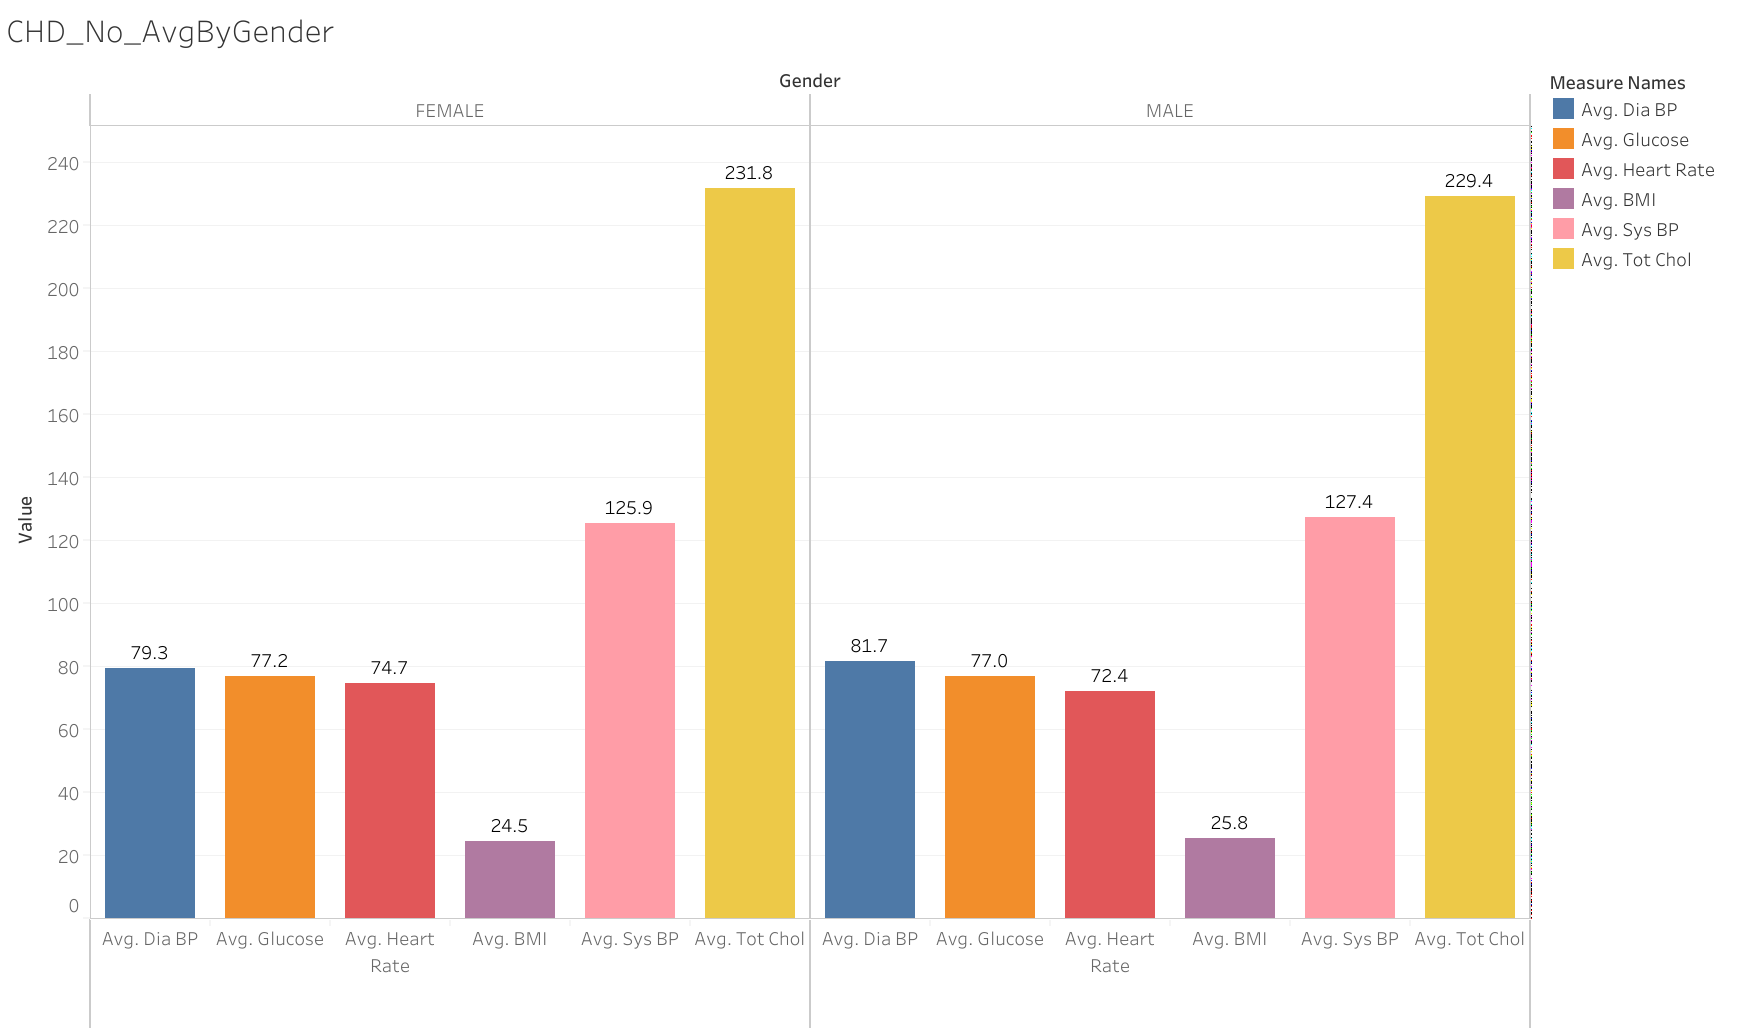 CHD_No_AvgByGender
Gender
FEMALE
MALE
Measure Names
Avg. Dia BP
Avg. Glucose
Avg. Heart Rate
Avg. BMI
Avg. Sys BP
Avg. Tot Chol
Value
240
220
200
180
160
140
120
100
80
60
40
20
0
79.3
77.2
74.7
24.5
125.9
231.8
81.7
77.0
72.4
25.8
127.4
229.4
Avg. Dia BP
Avg. Glucose
Avg. Heart
Rate
Avg. BMI
Avg. Sys BP
Avg. Tot Chol
Avg. Dia BP
Avg. Glucose
Avg. Heart
Rate
Avg. BMI
Avg. Sys BP
Avg. Tot Chol